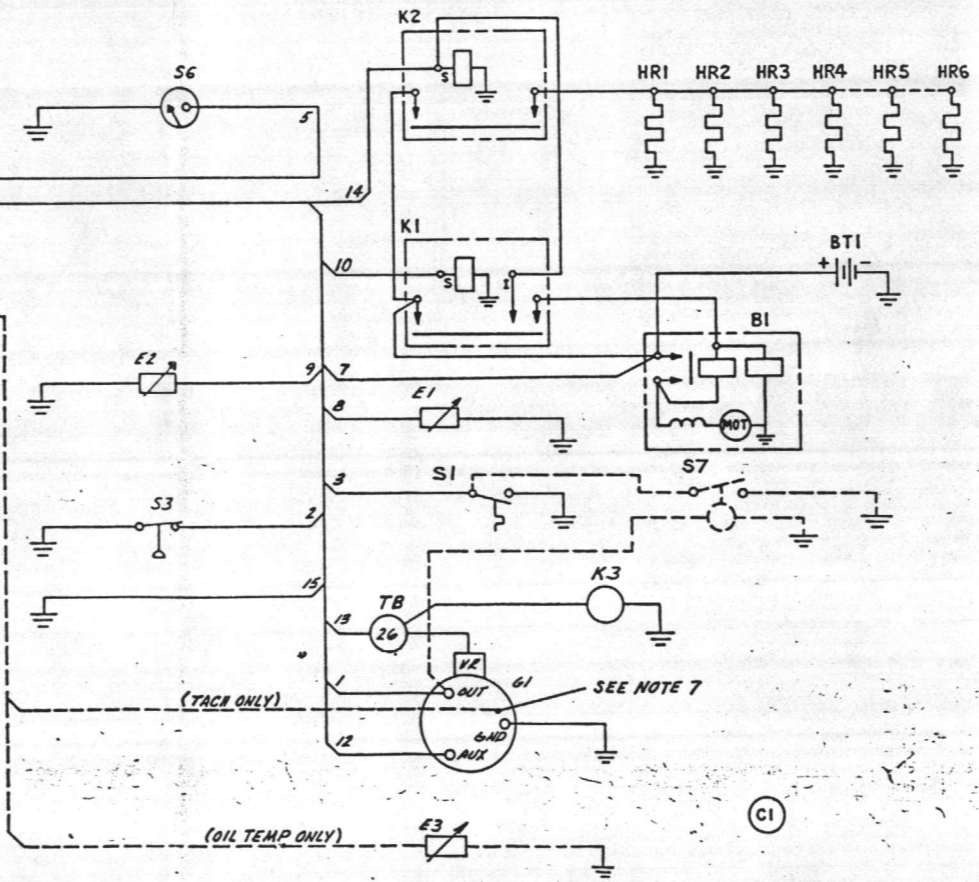 K2
S6
HR1 HR2 HR3 HR4 HR5 HR6
S
5
14
K1
BT1
10
+ -
S I
B1
E2
9 7
E1
8
MOT
S7
S1
3
S3
2
K3
15
TB
13
26
V.R
G1
1
OUT
SEE NOTE 7
(TACH ONLY)
GND
12
AUX
C1
(OIL TEMP ONLY)
E3